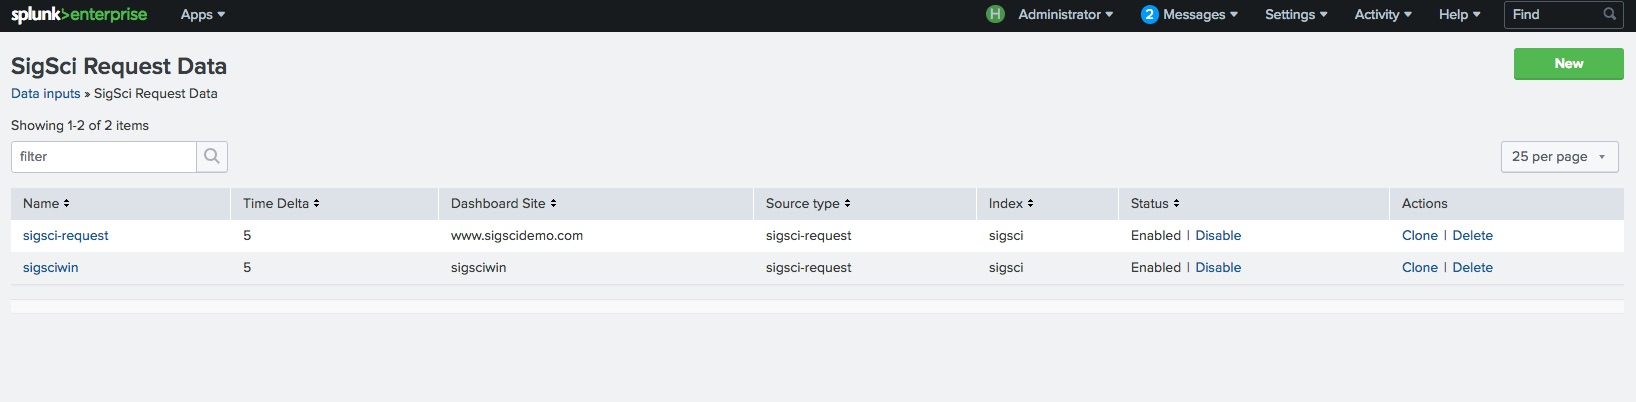 splunk>enterprise Apps H Administrator 2 Messages Settings Activity Help Find
SigSci Request Data New
Data inputs » SigSci Request Data
Showing 1-2 of 2 items
filter 25 per page
Name Time Delta Dashboard Site Source type Index Status Actions
sigsci-request 5 www.sigscidemo.com sigsci-request sigsci Enabled | Disable Clone | Delete
sigsciwin 5 sigsciwin sigsci-request sigsci Enabled | Disable Clone | Delete